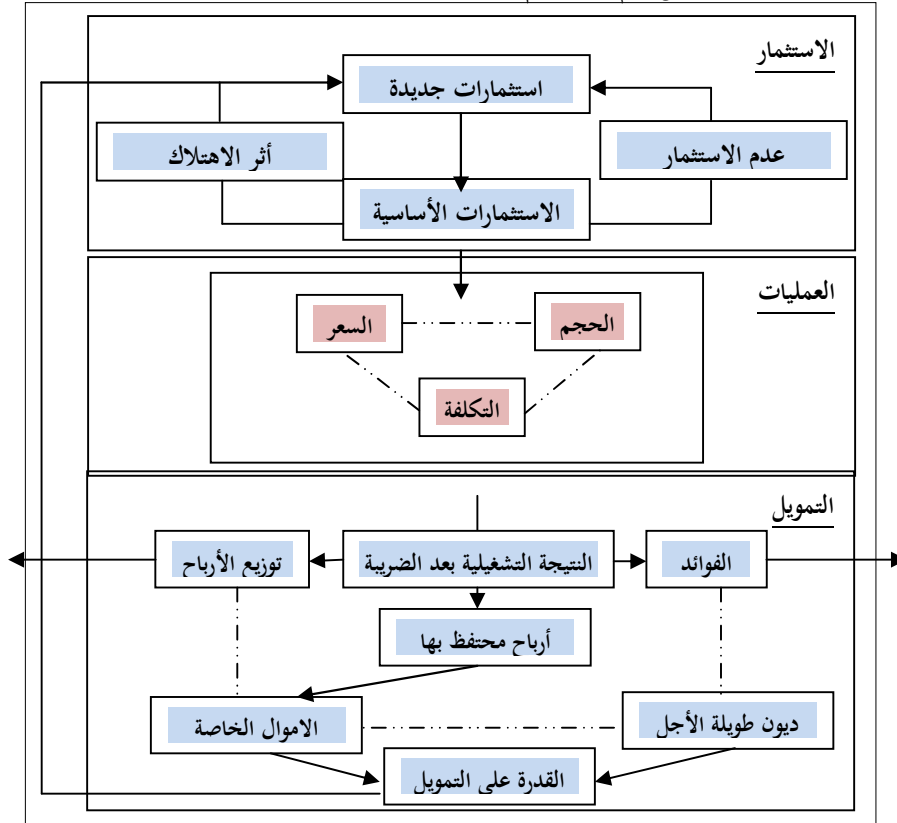 الاستثمار
استثمارات جديدة
عدم الاستثمار
أثر الاهتلاك
الاستثمارات الأساسية
العمليات
الحجم
السعر
التكلفة
التمويل
الفوائد
النتيجة التشغيلية بعد الضريبة
توزيع الأرباح
أرباح محتفظ بها
ديون طويلة الأجل
الاموال الخاصة
القدرة على التمويل